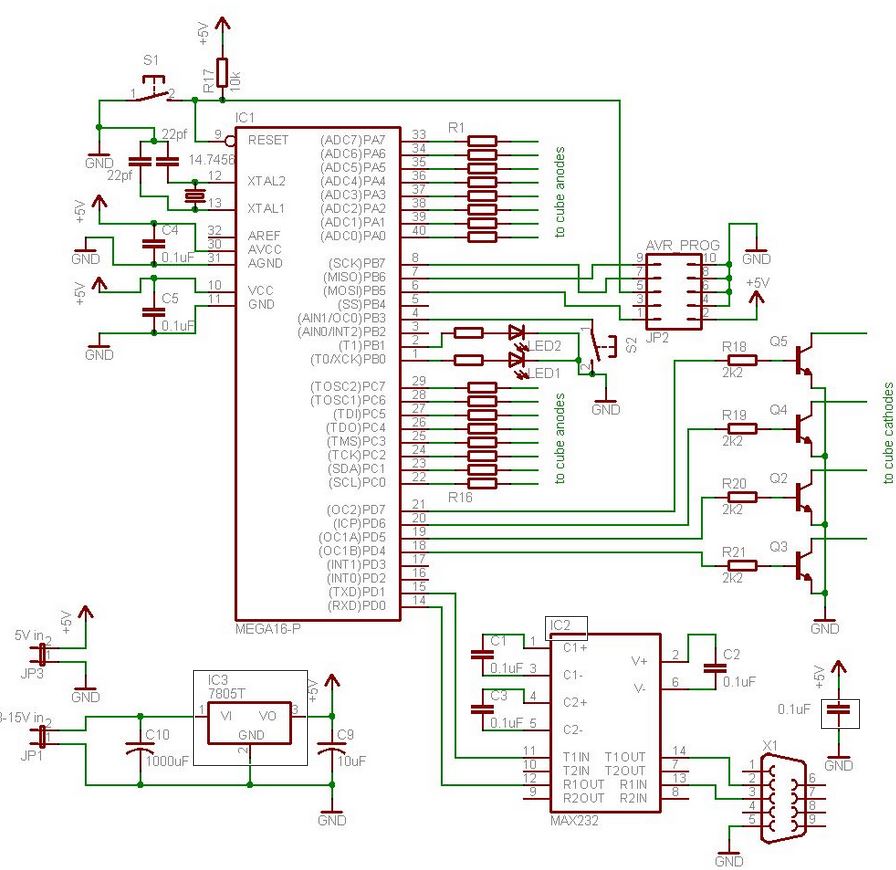 +5V
S1
R17
10k
1 2
IC1
9 RESET
22pf
22pf
GND
14.7456
12 XTAL2
13 XTAL1
+5V
C4
0.1uF
GND
32 AREF
30 AVCC
31 AGND
+5V
10 VCC
11 GND
C5
0.1uF
GND
R1
(ADC7)PA7 33
(ADC6)PA6 34
(ADC5)PA5 35
(ADC4)PA4 36
(ADC3)PA3 37
(ADC2)PA2 38
(ADC1)PA1 39
(ADC0)PA0 40
to cube anodes
(SCK)PB7 8
(MISO)PB6 7
(MOSI)PB5 6
(SS)PB4 5
(AIN1/OC0)PB3 4
(AIN0/INT2)PB2 3
(T1)PB1 2
(T0/XCK)PB0 1
LED2
LED1
1
2
S2
GND
AVR_PROG
9 10
7 8
5 6
3 4
1 2
JP2
GND
+5V
(TOSC2)PC7 29
(TOSC1)PC6 28
(TDI)PC5 27
(TDO)PC4 26
(TMS)PC3 25
(TCK)PC2 24
(SDA)PC1 23
(SCL)PC0 22
R16
to cube anodes
(OC2)PD7 21
(ICP)PD6 20
(OC1A)PD5 19
(OC1B)PD4 18
(INT1)PD3 17
(INT0)PD2 16
(TXD)PD1 15
(RXD)PD0 14
MEGA16-P
R18
2k2
Q5
R19
2k2
Q4
R20
2k2
Q2
R21
2k2
Q3
to cube cathodes
GND
5V in
2
1
JP3
+5V
GND
-15V in
2
1
JP1
C10
1000uF
IC3
7805T
1 VI VO 3
GND
2
+5V
C9
10uF
GND
IC2
C1
0.1uF
C3
0.1uF
1 C1+
3 C1-
4 C2+
5 C2-
V+ 2
V- 6
C2
0.1uF
11 T1IN T1OUT 14
10 T2IN T2OUT 7
12 R1OUT R1IN 13
9 R2OUT R2IN 8
MAX232
+5V
0.1uF
GND
X1
1
2
3
4
5
6
7
8
9
GND